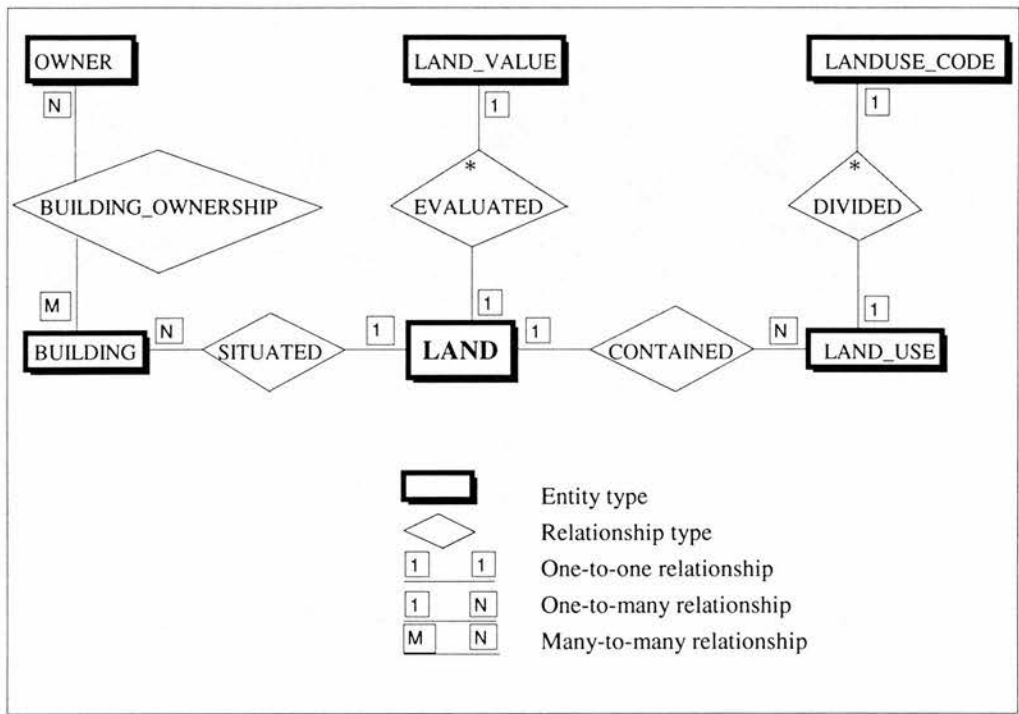 OWNER
LAND_VALUE
LANDUSE_CODE
N
1
1
*
*
BUILDING_OWNERSHIP
EVALUATED
DIVIDED
M
1
1
N
1
1
N
BUILDING
SITUATED
LAND
CONTAINED
LAND_USE
Entity type
Relationship type
1 1 One-to-one relationship
1 N One-to-many relationship
M N Many-to-many relationship